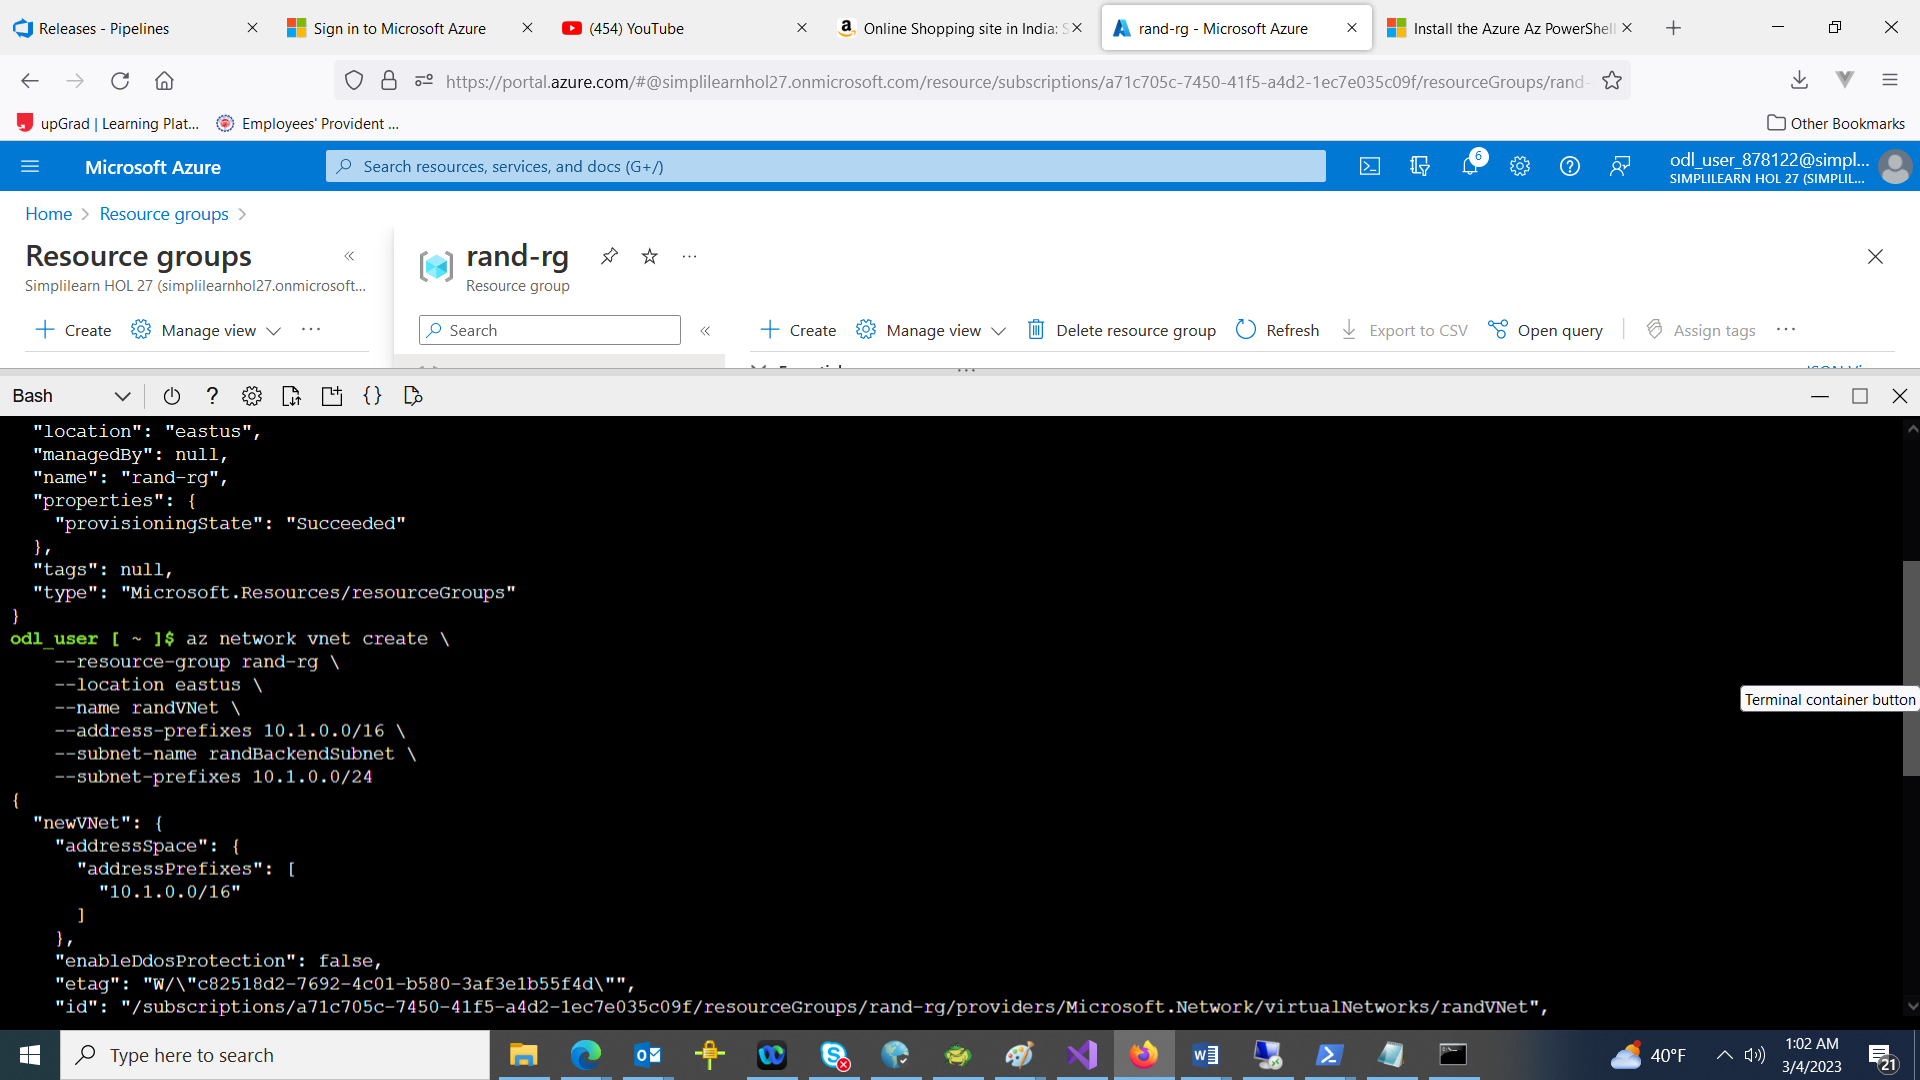 Releases - Pipelines
Sign in to Microsoft Azure
(454) YouTube
Online Shopping site in India: S
rand-rg - Microsoft Azure
Install the Azure Az PowerShell
https://portal.azure.com/#@simplilearnhol27.onmicrosoft.com/resource/subscriptions/a71c705c-7450-41f5-a4d2-1ec7e035c09f/resourceGroups/rand-
upGrad | Learning Plat...
Employees' Provident ...
Other Bookmarks
Microsoft Azure
Search resources, services, and docs (G+/)
6
odl_user_878122@simpl...
SIMPLILEARN HOL 27 (SIMPLIL...
Home
Resource groups
Resource groups
Simplilearn HOL 27 (simplilearnhol27.onmicrosoft...
rand-rg
Resource group
Create
Manage view
Search
Create
Manage view
Delete resource group
Refresh
Export to CSV
Open query
Assign tags
Bash
"location": "eastus",
"managedBy": null,
"name": "rand-rg",
"properties": {
"provisioningState": "Succeeded"
},
"tags": null,
"type": "Microsoft.Resources/resourceGroups"
}
odl_user [ ~ ]$ az network vnet create \
--resource-group rand-rg \
--location eastus \
--name randVNet \
--address-prefixes 10.1.0.0/16 \
--subnet-name randBackendSubnet \
--subnet-prefixes 10.1.0.0/24
{
"newVNet": {
"addressSpace": {
"addressPrefixes": [
"10.1.0.0/16"
]
},
"enableDdosProtection": false,
"etag": "W/\"c82518d2-7692-4c01-b580-3af3e1b55f4d\"",
"id": "/subscriptions/a71c705c-7450-41f5-a4d2-1ec7e035c09f/resourceGroups/rand-rg/providers/Microsoft.Network/virtualNetworks/randVNet",
Terminal container button
Type here to search
40°F
1:02 AM
3/4/2023
21